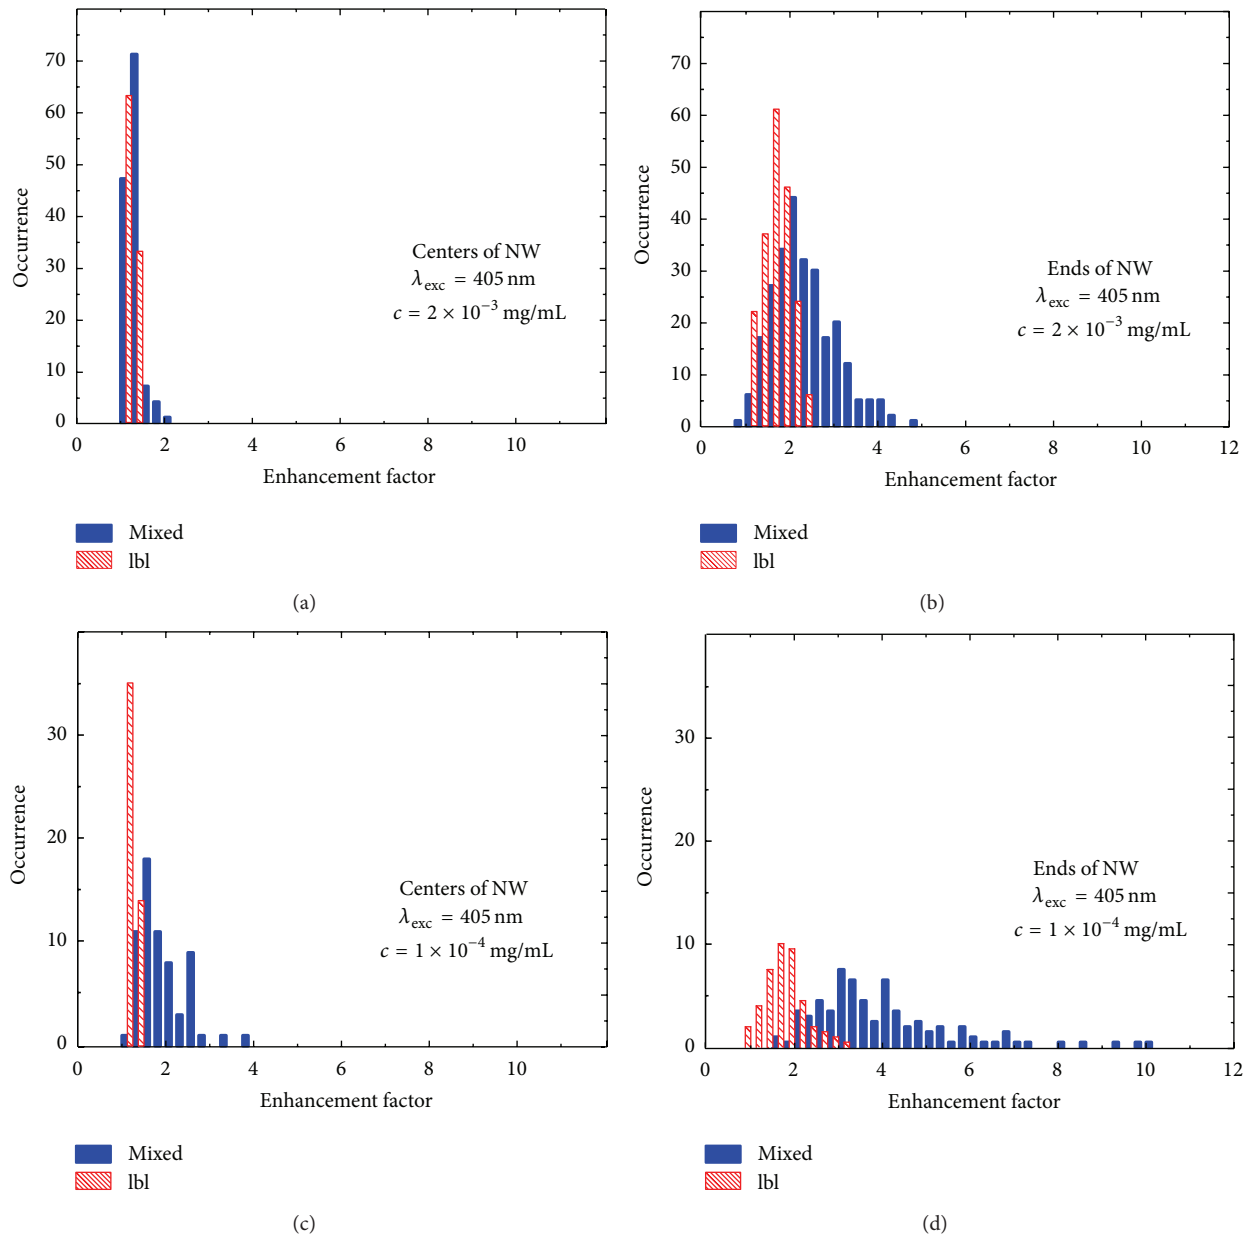 70
60
50
40
30
20
10
0
Occurrence
0 2 4 6 8 10
Enhancement factor
Centers of NW
λexc = 405 nm
c = 2 × 10−3 mg/mL
Mixed
lbl
(a)
70
60
50
40
30
20
10
0
Occurrence
0 2 4 6 8 10 12
Enhancement factor
Ends of NW
λexc = 405 nm
c = 2 × 10−3 mg/mL
Mixed
lbl
(b)
30
20
10
0
Occurrence
0 2 4 6 8 10
Enhancement factor
Centers of NW
λexc = 405 nm
c = 1 × 10−4 mg/mL
Mixed
lbl
(c)
30
20
10
0
Occurrence
0 2 4 6 8 10 12
Enhancement factor
Ends of NW
λexc = 405 nm
c = 1 × 10−4 mg/mL
Mixed
lbl
(d)